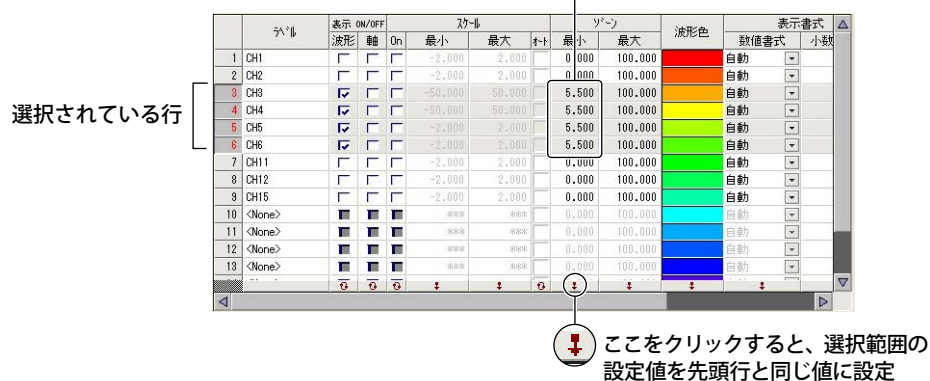 ﾗﾍﾞﾙ 表示 ON/OFF ｽｹｰﾙ ｿﾞｰﾝ 波形色 表示書式
波形 軸 On 最小 最大 ｵｰﾄ 最小 最大 数値書式 小数
1 CH1 -2.000 2.000 0.000 100.000 自動
2 CH2 -2.000 2.000 0.000 100.000 自動
3 CH3 -50.000 50.000 5.500 100.000 自動
4 CH4 -50.000 50.000 5.500 100.000 自動
5 CH5 -2.000 2.000 5.500 100.000 自動
6 CH6 -2.000 2.000 5.500 100.000 自動
7 CH11 -2.000 2.000 0.000 100.000 自動
8 CH12 -2.000 2.000 0.000 100.000 自動
9 CH15 -2.000 2.000 0.000 100.000 自動
10 <None> *** *** 0.000 100.000 自動
11 <None> *** *** 0.000 100.000 自動
12 <None> *** *** 0.000 100.000 自動
13 <None> *** *** 0.000 100.000 自動
選択されている行
ここをクリックすると、選択範囲の
設定値を先頭行と同じ値に設定